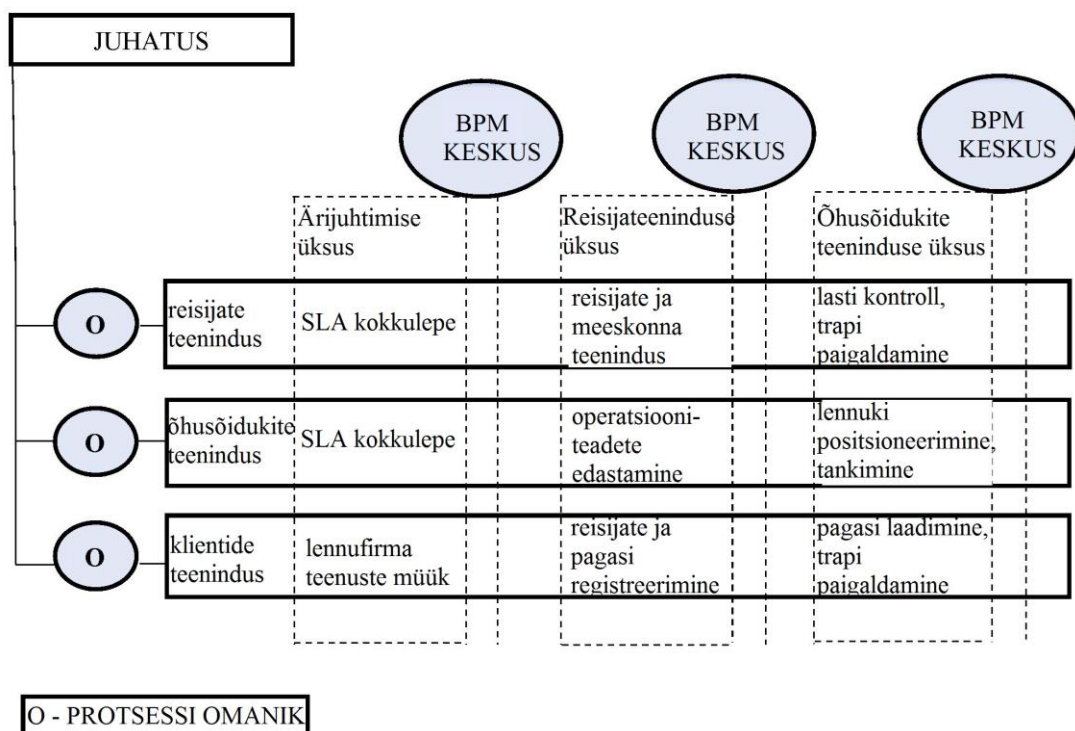 JUHATUS
BPM
KESKUS
BPM
KESKUS
BPM
KESKUS
Ärijuhtimise
üksus
Reisijateeninduse
üksus
Õhusõidukite
teeninduse üksus
O
reisijate
teenindus
SLA kokkulepe
reisijate ja
meeskonna
teenindus
lasti kontroll,
trapi
paigaldamine
O
õhusõidukite
teenindus
SLA kokkulepe
operatsiooni-
teadete
edastamine
lennuki
positsioneerimine,
tankimine
O
klientide
teenindus
lennufirma
teenuste müük
reisijate ja
pagasi
registreerimine
pagasi laadimine,
trapi
paigaldamine
O - PROTSESSI OMANIK